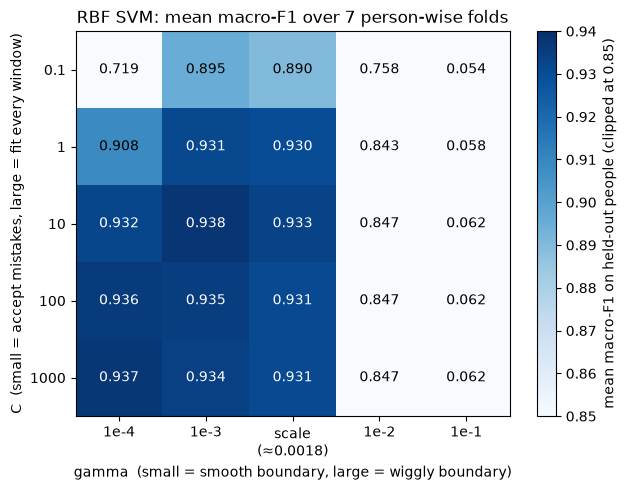 RBF SVM: mean macro-F1 over 7 person-wise folds
C  (small = accept mistakes, large = fit every window)
0.1 0.719 0.895 0.890 0.758 0.054
1 0.908 0.931 0.930 0.843 0.058
10 0.932 0.938 0.933 0.847 0.062
100 0.936 0.935 0.931 0.847 0.062
1000 0.937 0.934 0.931 0.847 0.062
1e-4 1e-3 scale 1e-2 1e-1
(≈0.0018)
gamma  (small = smooth boundary, large = wiggly boundary)
0.94
0.93
0.92
0.91
0.90
0.89
0.88
0.87
0.86
0.85
mean macro-F1 on held-out people (clipped at 0.85)